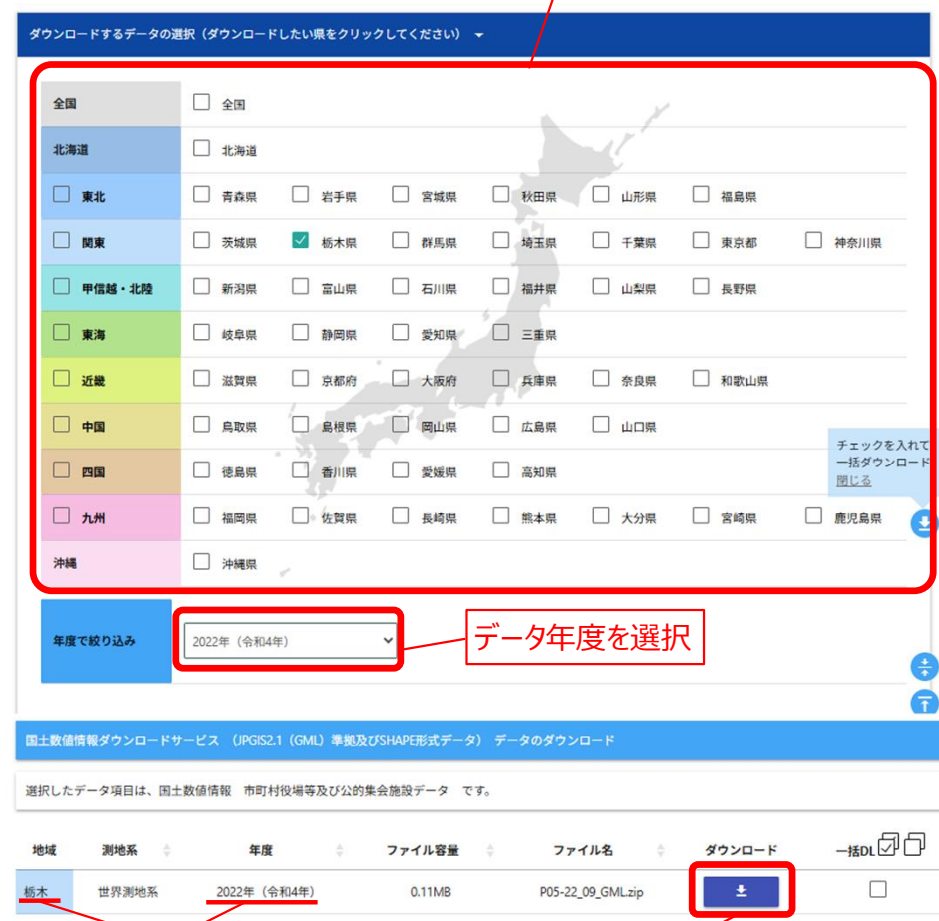 ダウンロードするデータの選択（ダウンロードしたい県をクリックしてください）
全国 全国
北海道 北海道
東北 青森県 岩手県 宮城県 秋田県 山形県 福島県
関東 茨城県 栃木県 群馬県 埼玉県 千葉県 東京都 神奈川県
甲信越・北陸 新潟県 富山県 石川県 福井県 山梨県 長野県
東海 岐阜県 静岡県 愛知県 三重県
近畿 滋賀県 京都府 大阪府 兵庫県 奈良県 和歌山県
中国 鳥取県 島根県 岡山県 広島県 山口県
四国 徳島県 香川県 愛媛県 高知県
九州 福岡県 佐賀県 長崎県 熊本県 大分県 宮崎県 鹿児島県
沖縄 沖縄県
チェックを入れて
一括ダウンロード
閉じる
年度で絞り込み 2022年（令和4年）
データ年度を選択
国土数値情報ダウンロードサービス （JPGIS2.1（GML）準拠及びSHAPE形式データ） データのダウンロード
選択したデータ項目は、国土数値情報 市町村役場等及び公的集会施設データ です。
地域 測地系 年度 ファイル容量 ファイル名 ダウンロード 一括DL
栃木 世界測地系 2022年（令和4年） 0.11MB P05-22_09_GML.zip